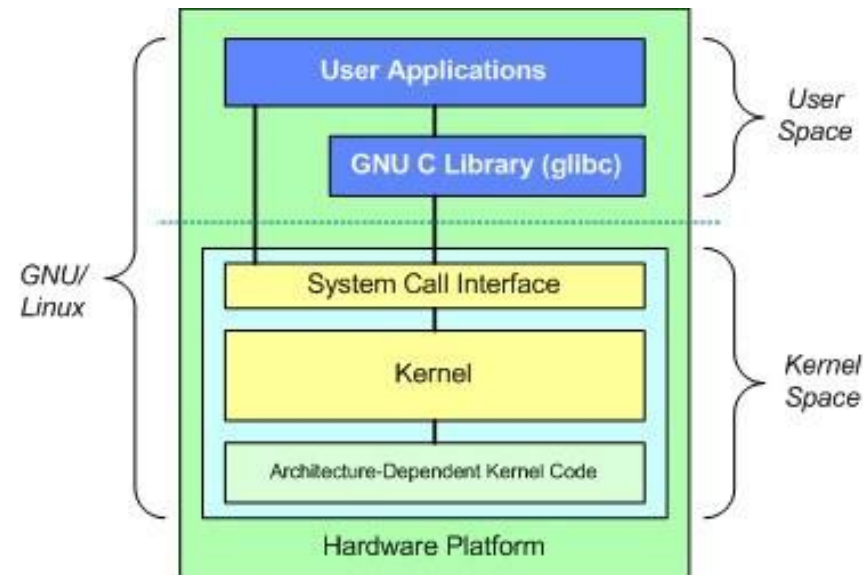 User Applications
GNU C Library (glibc)
User
Space
GNU/
Linux
System Call Interface
Kernel
Architecture-Dependent Kernel Code
Kernel
Space
Hardware Platform